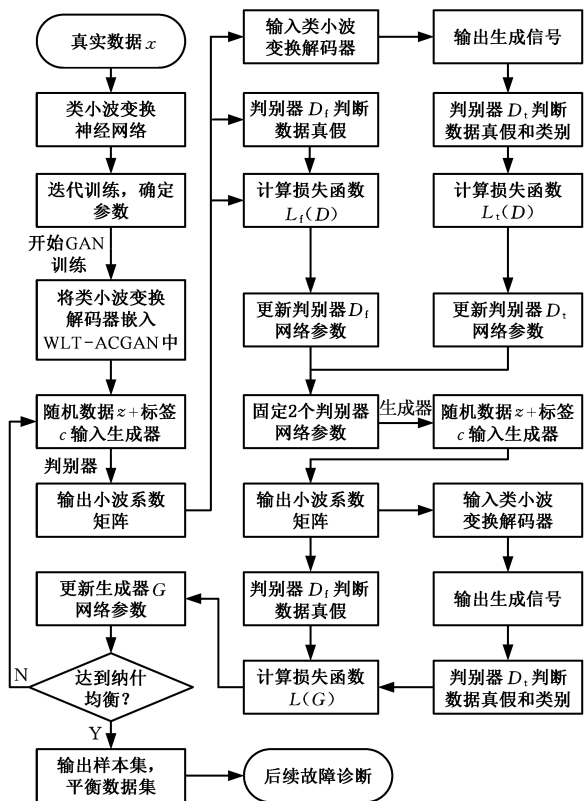 真实数据 x
类小波变换
神经网络
迭代训练，确定
参数
开始GAN
训练
将类小波变换
解码器嵌入
WLT-ACGAN中
随机数据 z+标签
c 输入生成器
判别器
输出小波系数
矩阵
输入类小波
变换解码器
输出生成信号
判别器 Df 判断
数据真假
判别器 Dt 判断
数据真假和类别
计算损失函数
Lf(D)
计算损失函数
Lt(D)
更新判别器Df
网络参数
更新判别器 Dt
网络参数
固定2个判别器
网络参数
生成器
随机数据 z+标签
c 输入生成器
输出小波系数
矩阵
输入类小波
变换解码器
判别器 Df 判断
数据真假
输出生成信号
判别器 Dt 判断
数据真假和类别
计算损失函数
L(G)
更新生成器G
网络参数
达到纳什
均衡?
N
Y
输出样本集，
平衡数据集
后续故障诊断